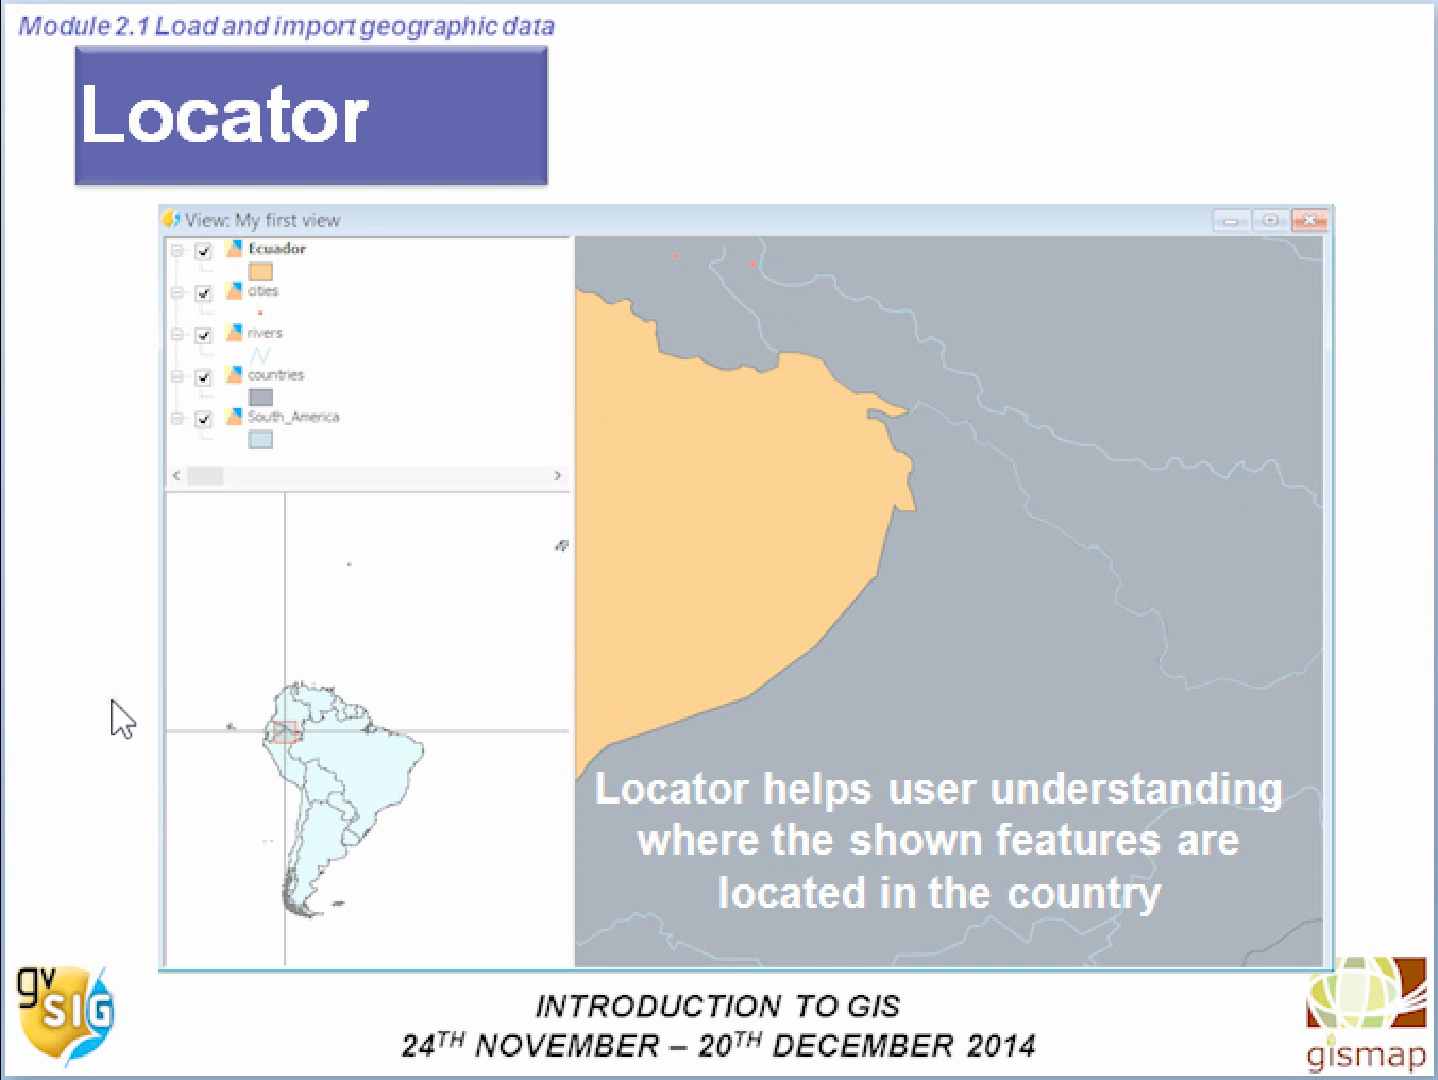 Module 2.1 Load and import geographic data
Locator
View: My first view
Ecuador
cities
rivers
countries
South_America
Locator helps user understanding
where the shown features are
located in the country
gv
SIG
INTRODUCTION TO GIS
24TH NOVEMBER – 20TH DECEMBER 2014
gismap